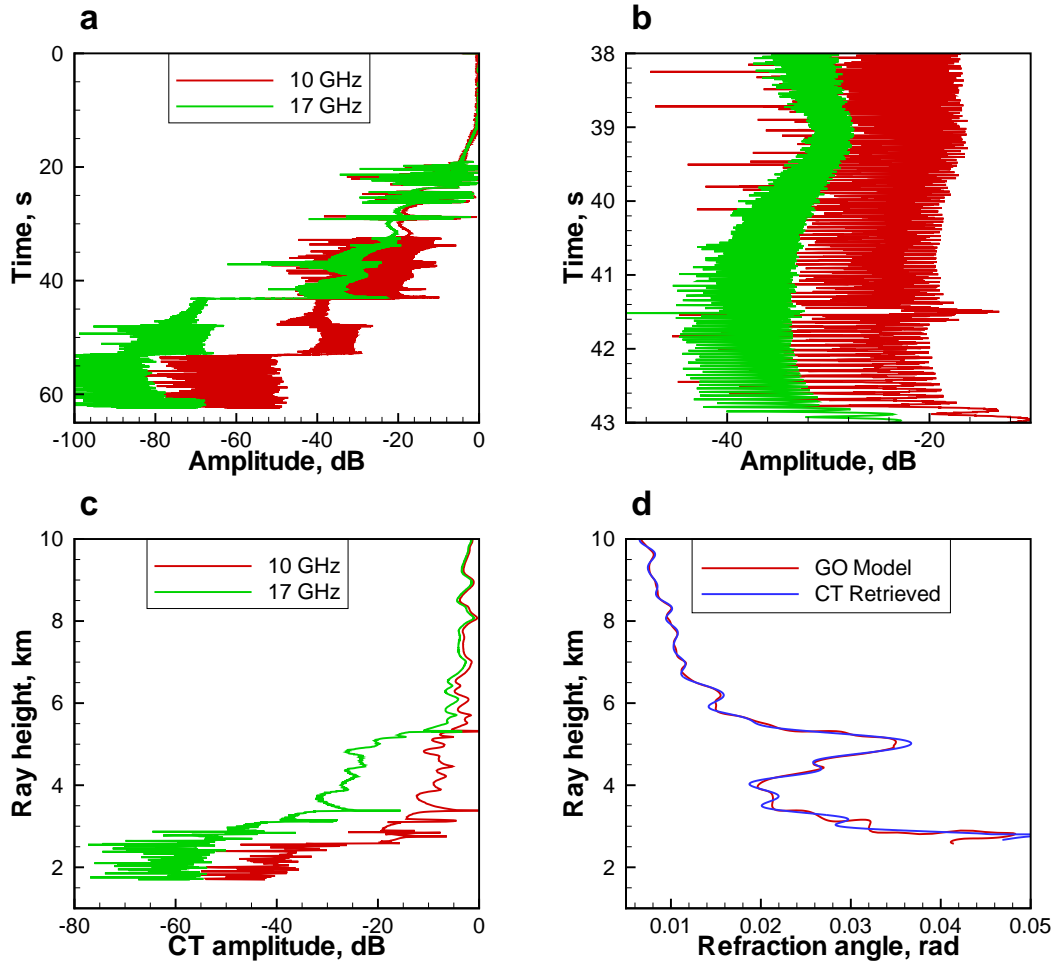 a
0
10 GHz
17 GHz
20
40
60
Time, s
-100
-80
-60
-40
-20
0
Amplitude, dB
b
38
39
40
41
42
43
Time, s
-40
-20
Amplitude, dB
c
10
10 GHz
17 GHz
8
6
4
2
Ray height, km
-80
-60
-40
-20
0
CT amplitude, dB
d
10
GO Model
CT Retrieved
8
6
4
2
Ray height, km
0.01
0.02
0.03
0.04
0.05
Refraction angle, rad